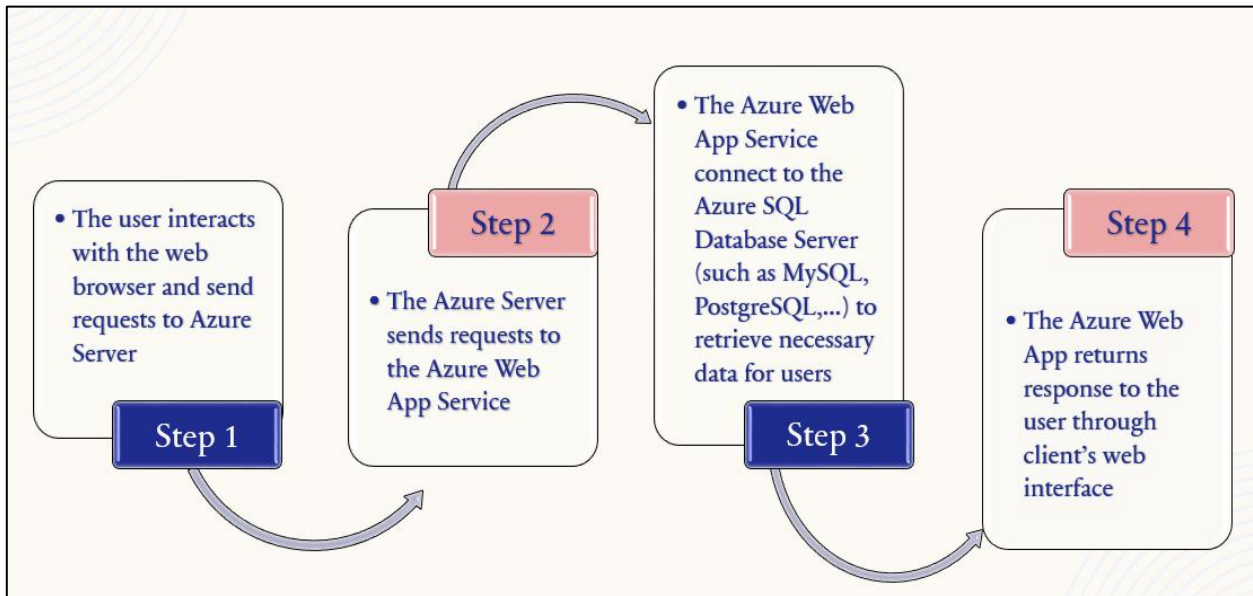 • The user interacts
with the web
browser and send
requests to Azure
Server
Step 1
Step 2
• The Azure Server
sends requests to
the Azure Web
App Service
• The Azure Web
App Service
connect to the
Azure SQL
Database Server
(such as MySQL,
PostgreSQL,...) to
retrieve necessary
data for users
Step 3
Step 4
• The Azure Web
App returns
response to the
user through
client’s web
interface